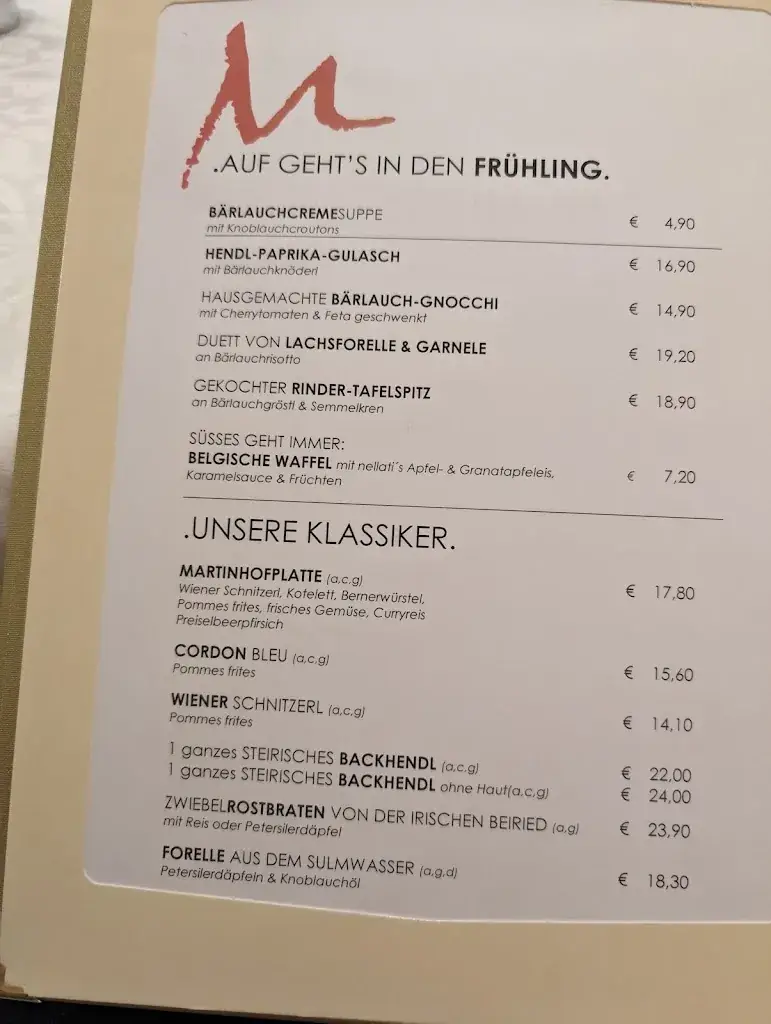 M
.AUF GEHT'S IN DEN FRÜHLING.
BÄRLAUCHCREMESUPPE € 4,90
mit Knoblauchcroutons
HENDL-PAPRIKA-GULASCH € 16,90
mit Bärlauchknöderl
HAUSGEMACHTE BÄRLAUCH-GNOCCHI € 14,90
mit Cherrytomaten & Feta geschwenkt
DUETT VON LACHSFORELLE & GARNELE € 19,20
an Bärlauchrisotto
GEKOCHTER RINDER-TAFELSPITZ € 18,90
an Bärlauchgröstl & Semmelkren
SÜSSES GEHT IMMER:
BELGISCHE WAFFEL mit nellati´s Apfel- & Granatapfeleis, € 7,20
Karamelsauce & Früchten
.UNSERE KLASSIKER.
MARTINHOFPLATTE (a,c,g) € 17,80
Wiener Schnitzerl, Kotelett, Bernerwürstel,
Pommes frites, frisches Gemüse, Curryreis
Preiselbeerpfirsich
CORDON BLEU (a,c,g) € 15,60
Pommes frites
WIENER SCHNITZERL (a,c,g) € 14,10
Pommes frites
1 ganzes STEIRISCHES BACKHENDL (a,c,g) € 22,00
1 ganzes STEIRISCHES BACKHENDL ohne Haut(a,c,g) € 24,00
ZWIEBELROSTBRATEN VON DER IRISCHEN BEIRIED (a,g) € 23,90
mit Reis oder Petersilerdäpfel
FORELLE AUS DEM SULMWASSER (a,g,d) € 18,30
Petersilerdäpfeln & Knoblauchöl